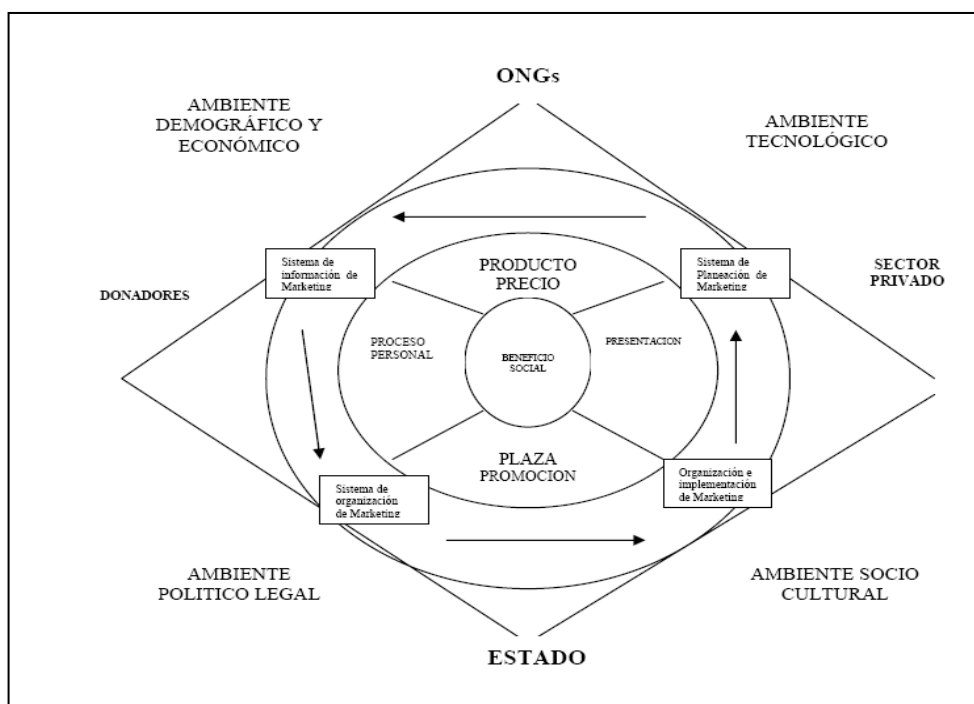 ONGs
AMBIENTE
DEMOGRÁFICO Y
ECONÓMICO
AMBIENTE
TECNOLÓGICO
Sistema de
información de
Marketing
PRODUCTO
PRECIO
Sistema de
Planeación de
Marketing
SECTOR
PRIVADO
DONADORES
PROCESO
PERSONAL
BENEFICIO
SOCIAL
PRESENTACION
PLAZA
PROMOCION
Sistema de
organización
de Marketing
Organización e
implementación
de Marketing
AMBIENTE
POLITICO LEGAL
AMBIENTE SOCIO
CULTURAL
ESTADO